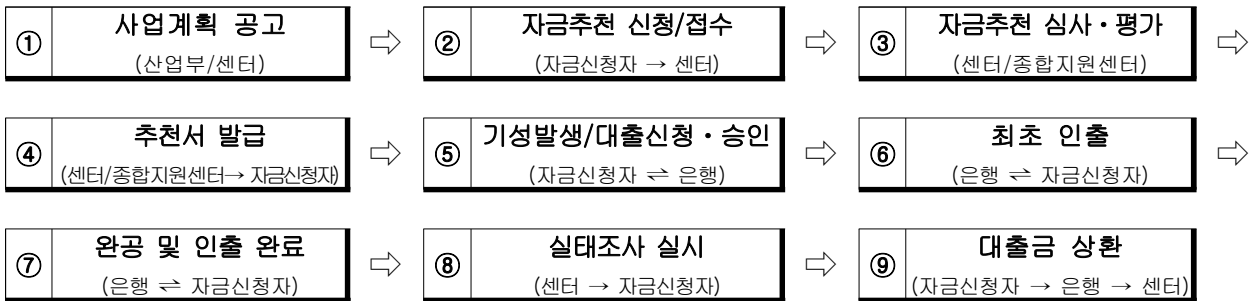 ① 사업계획 공고
(산업부/센터)
⇨
② 자금추천 신청/접수
(자금신청자 → 센터)
⇨
③ 자금추천 심사・평가
(센터/종합지원센터)
⇨
④ 추천서 발급
(센터/종합지원센터→ 자금신청자)
⇨
⑤ 기성발생/대출신청・승인
(자금신청자 ⇌ 은행)
⇨
⑥ 최초 인출
(은행 ⇌ 자금신청자)
⇨
⑦ 완공 및 인출 완료
(은행 ⇌ 자금신청자)
⇨
⑧ 실태조사 실시
(센터 → 자금신청자)
⇨
⑨ 대출금 상환
(자금신청자 → 은행 → 센터)